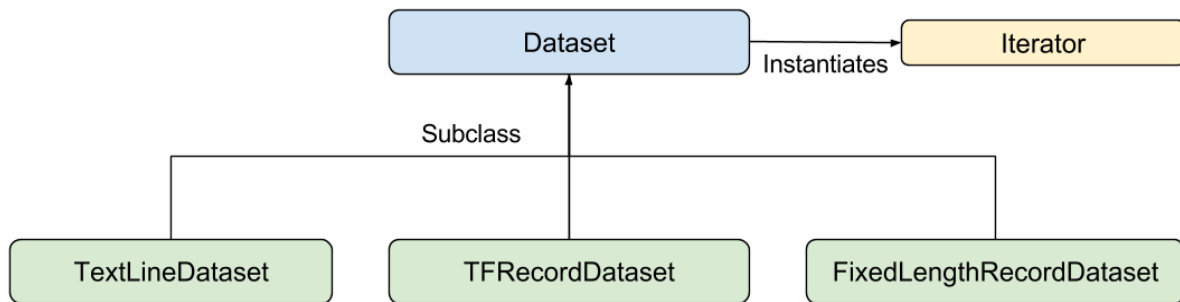 Dataset
Iterator
Instantiates
Subclass
TextLineDataset
TFRecordDataset
FixedLengthRecordDataset